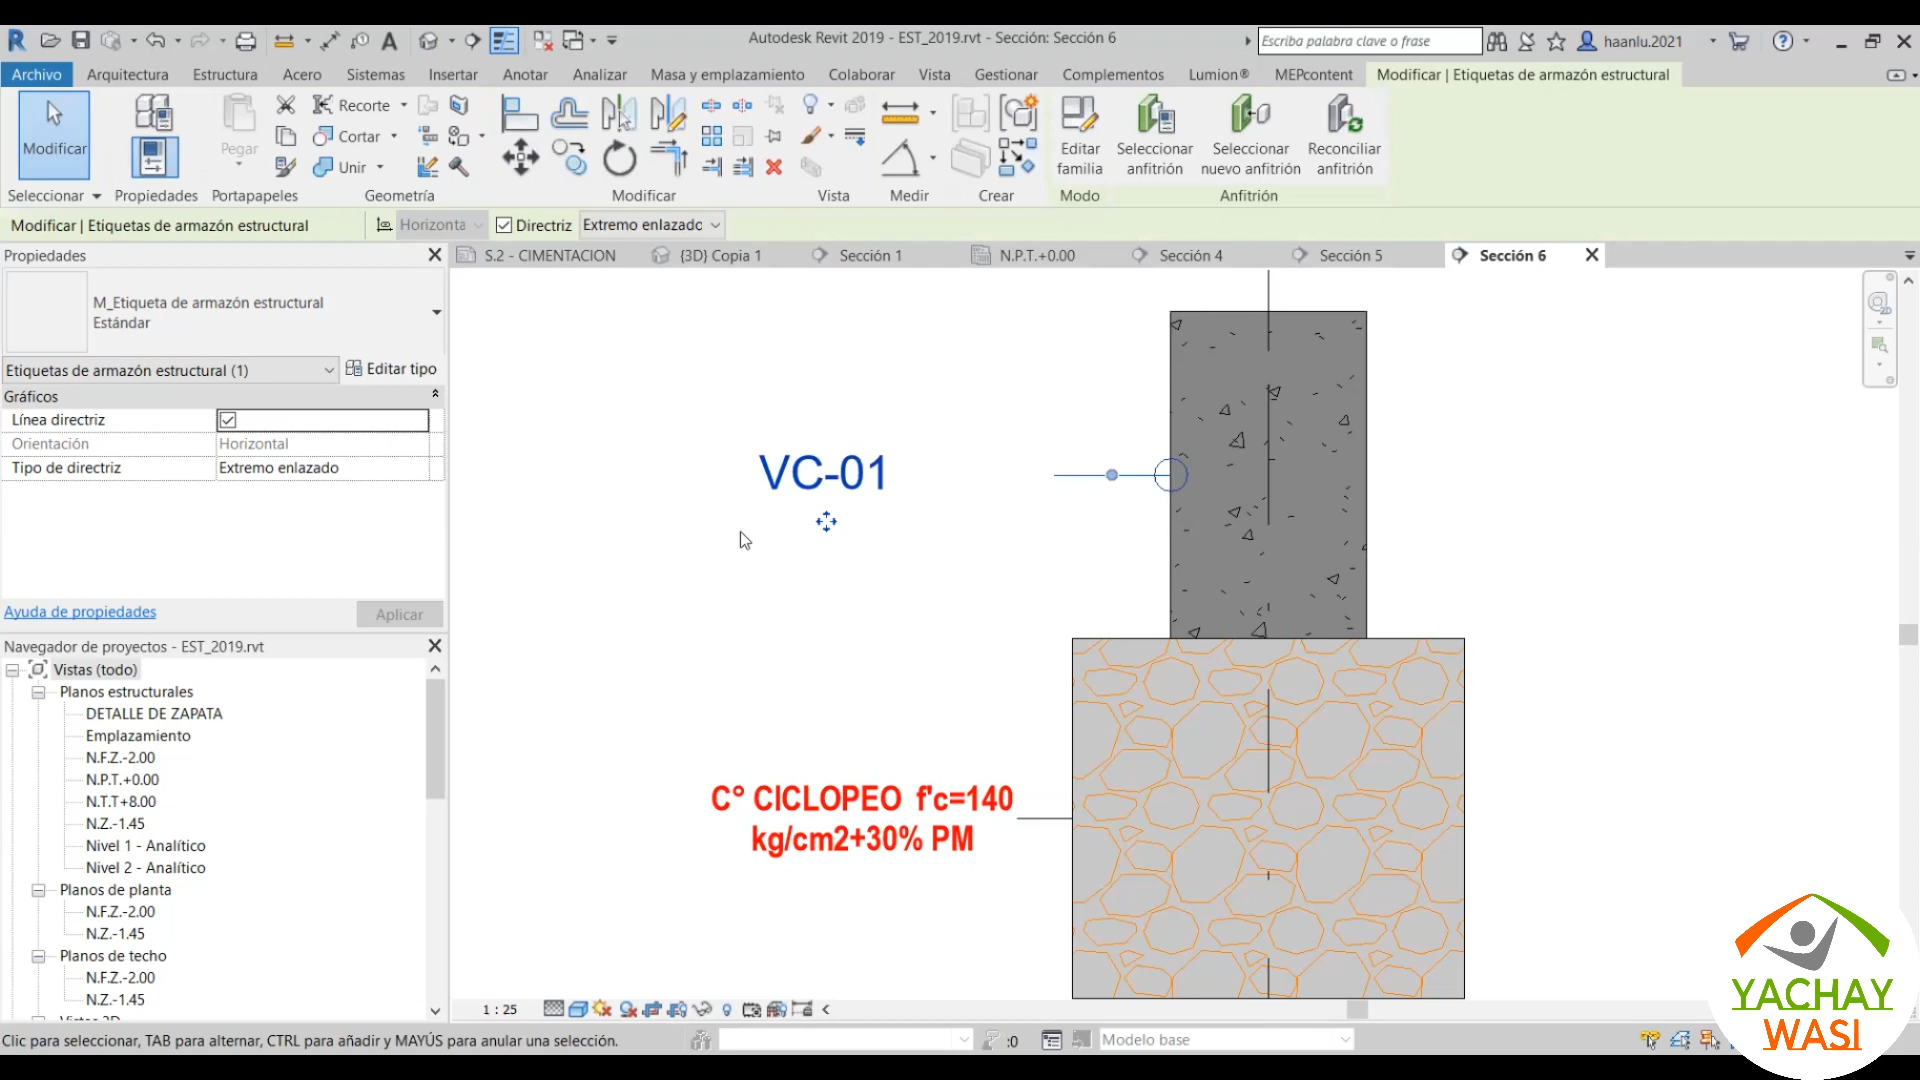 Autodesk Revit 2019 - EST_2019.rvt - Sección: Sección 6
Escriba palabra clave o frase
haanlu.2021
Archivo Arquitectura Estructura Acero Sistemas Insertar Anotar Analizar Masa y emplazamiento Colaborar Vista Gestionar Complementos Lumion® MEPcontent Modificar | Etiquetas de armazón estructural
Modificar
Pegar
Recorte
Cortar
Unir
Editar familia
Seleccionar anfitrión
Seleccionar nuevo anfitrión
Reconciliar anfitrión
Seleccionar Propiedades Portapapeles Geometría Modificar Vista Medir Crear Modo Anfitrión
Modificar | Etiquetas de armazón estructural Horizonta Directriz Extremo enlazado
Propiedades
S.2 - CIMENTACION {3D} Copia 1 Sección 1 N.P.T.+0.00 Sección 4 Sección 5 Sección 6
M_Etiqueta de armazón estructural
Estándar
Etiquetas de armazón estructural (1) Editar tipo
Gráficos
Línea directriz
Orientación Horizontal
Tipo de directriz Extremo enlazado
Ayuda de propiedades Aplicar
Navegador de proyectos - EST_2019.rvt
Vistas (todo)
Planos estructurales
DETALLE DE ZAPATA
Emplazamiento
N.F.Z.-2.00
N.P.T.+0.00
N.T.T+8.00
N.Z.-1.45
Nivel 1 - Analítico
Nivel 2 - Analítico
Planos de planta
N.F.Z.-2.00
N.Z.-1.45
Planos de techo
N.F.Z.-2.00
N.Z.-1.45
VC-01
C° CICLOPEO f'c=140
kg/cm2+30% PM
1 : 25
Clic para seleccionar, TAB para alternar, CTRL para añadir y MAYÚS para anular una selección.
:0
Modelo base
YACHAY
WASI